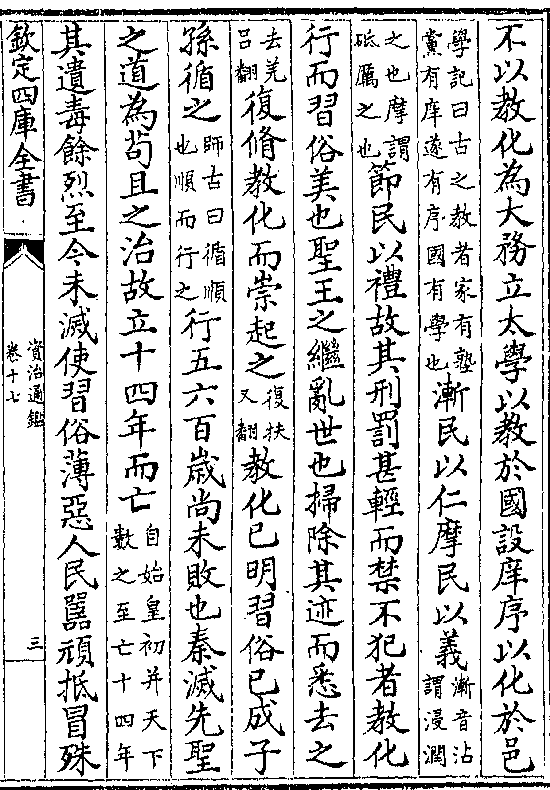 不以教化為大務立太學以教於國設庠序以化於邑
學記曰古之教者家有塾黨有庠遂有序國有學也漸民以仁摩民以義漸音沾謂浸潤
之也摩謂砥厲之也節民以禮故其刑罰甚輕而禁不犯者教化
行而習俗美也聖王之繼亂世也掃除其迹而悉去之
去羌呂翻復脩教化而崇起之復扶又翻教化已明習俗已成子
孫循之師古曰循順也順而行之行五六百歲尚未敗也秦滅先聖
之道為苟且之治故立十四年而亡自始皇初并天下數之至亡十四年
其遺毒餘烈至今未滅使習俗薄惡人民嚚頑抵冒殊
欽定四庫全書
資治通鑑
卷十七
三